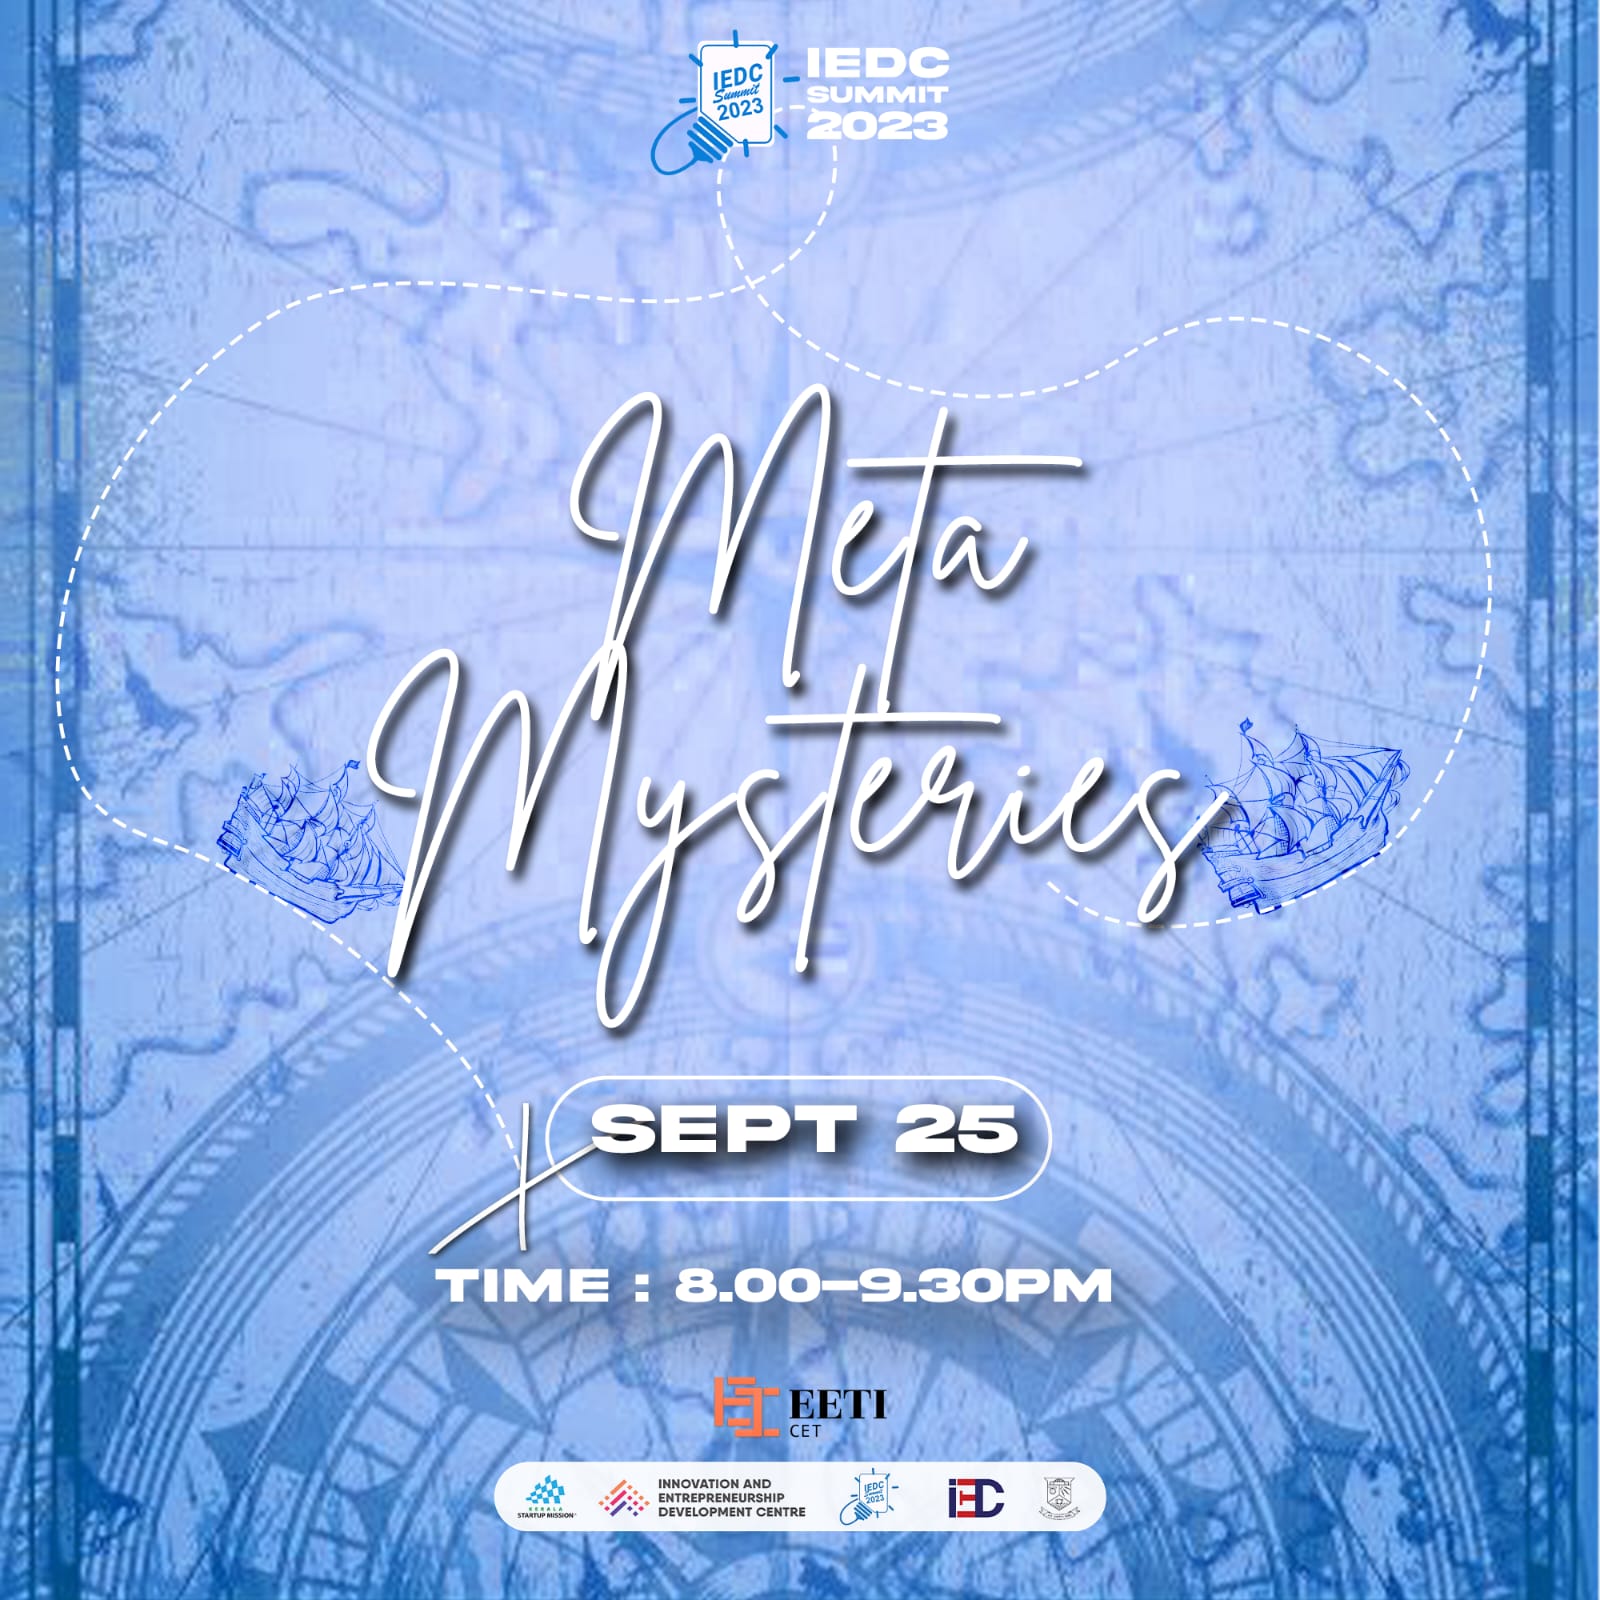 IEDC
Summit
2023
IEDC
SUMMIT
2023
Meta
Mysteries
SEPT 25
TIME : 8.00-9.30PM
EETI
CET
KERALA
STARTUP MISSION
INNOVATION AND
ENTREPRENEURSHIP
DEVELOPMENT CENTRE
IEDC
Summit
2023
IEDC